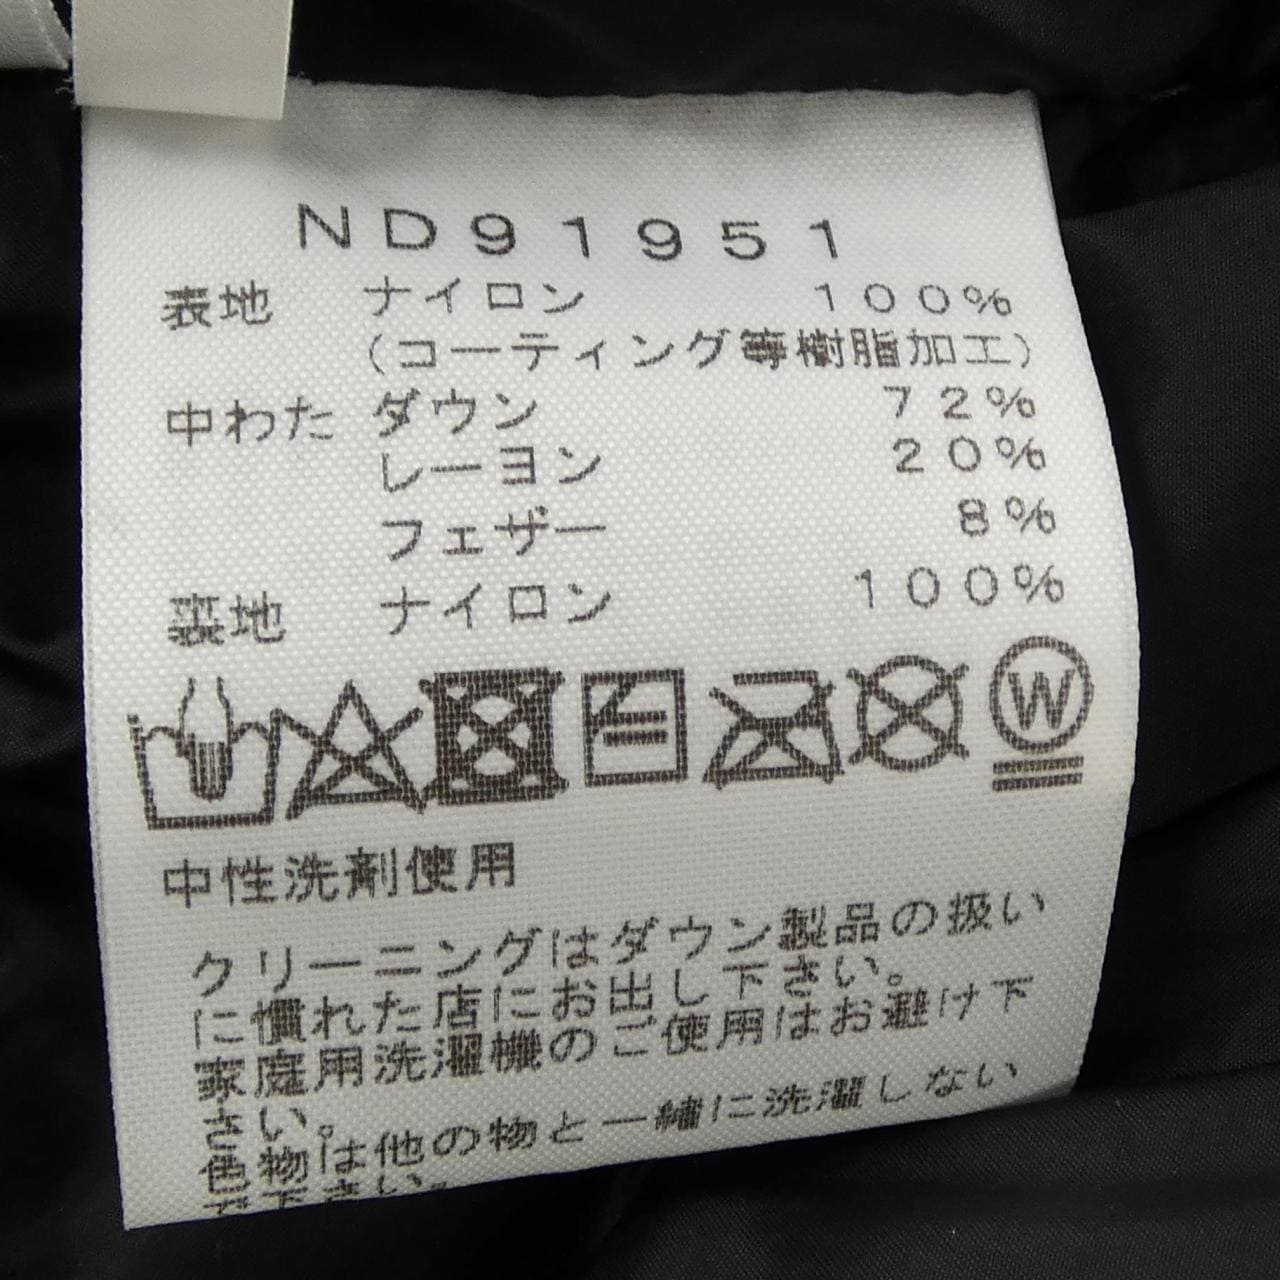 ND91951
表地 ナイロン 100%
(コーティング等樹脂加工)
中わた ダウン 72%
レーヨン 20%
フェザー 8%
裏地 ナイロン 100%
W
中性洗剤使用
クリーニングはダウン製品の扱い
に慣れた店にお出し下さい。
家庭用洗濯機のご使用はお避け下
さい。
色物は他の物と一緒に洗濯しない
で下さい。